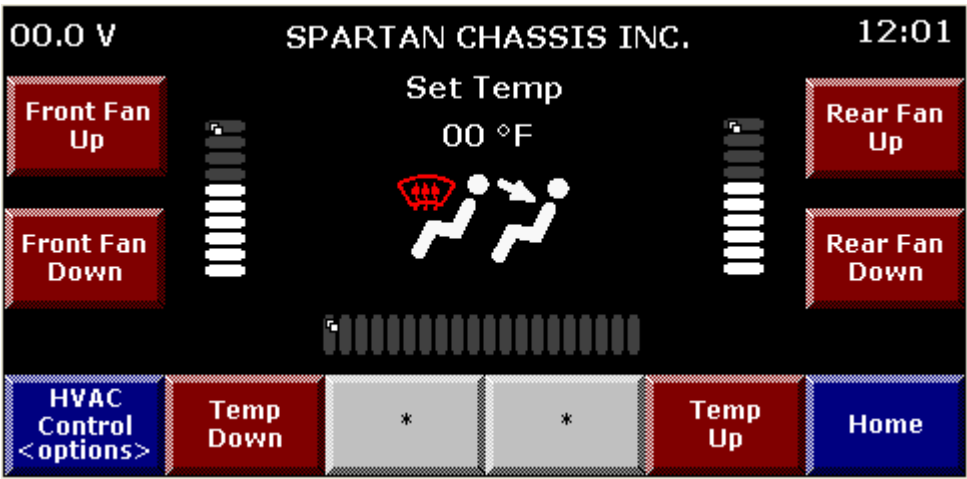 00.0 V
SPARTAN CHASSIS INC.
12:01
Set Temp
00 °F
Front Fan
Up
Rear Fan
Up
Front Fan
Down
Rear Fan
Down
HVAC
Control
<options>
Temp
Down
*
*
Temp
Up
Home